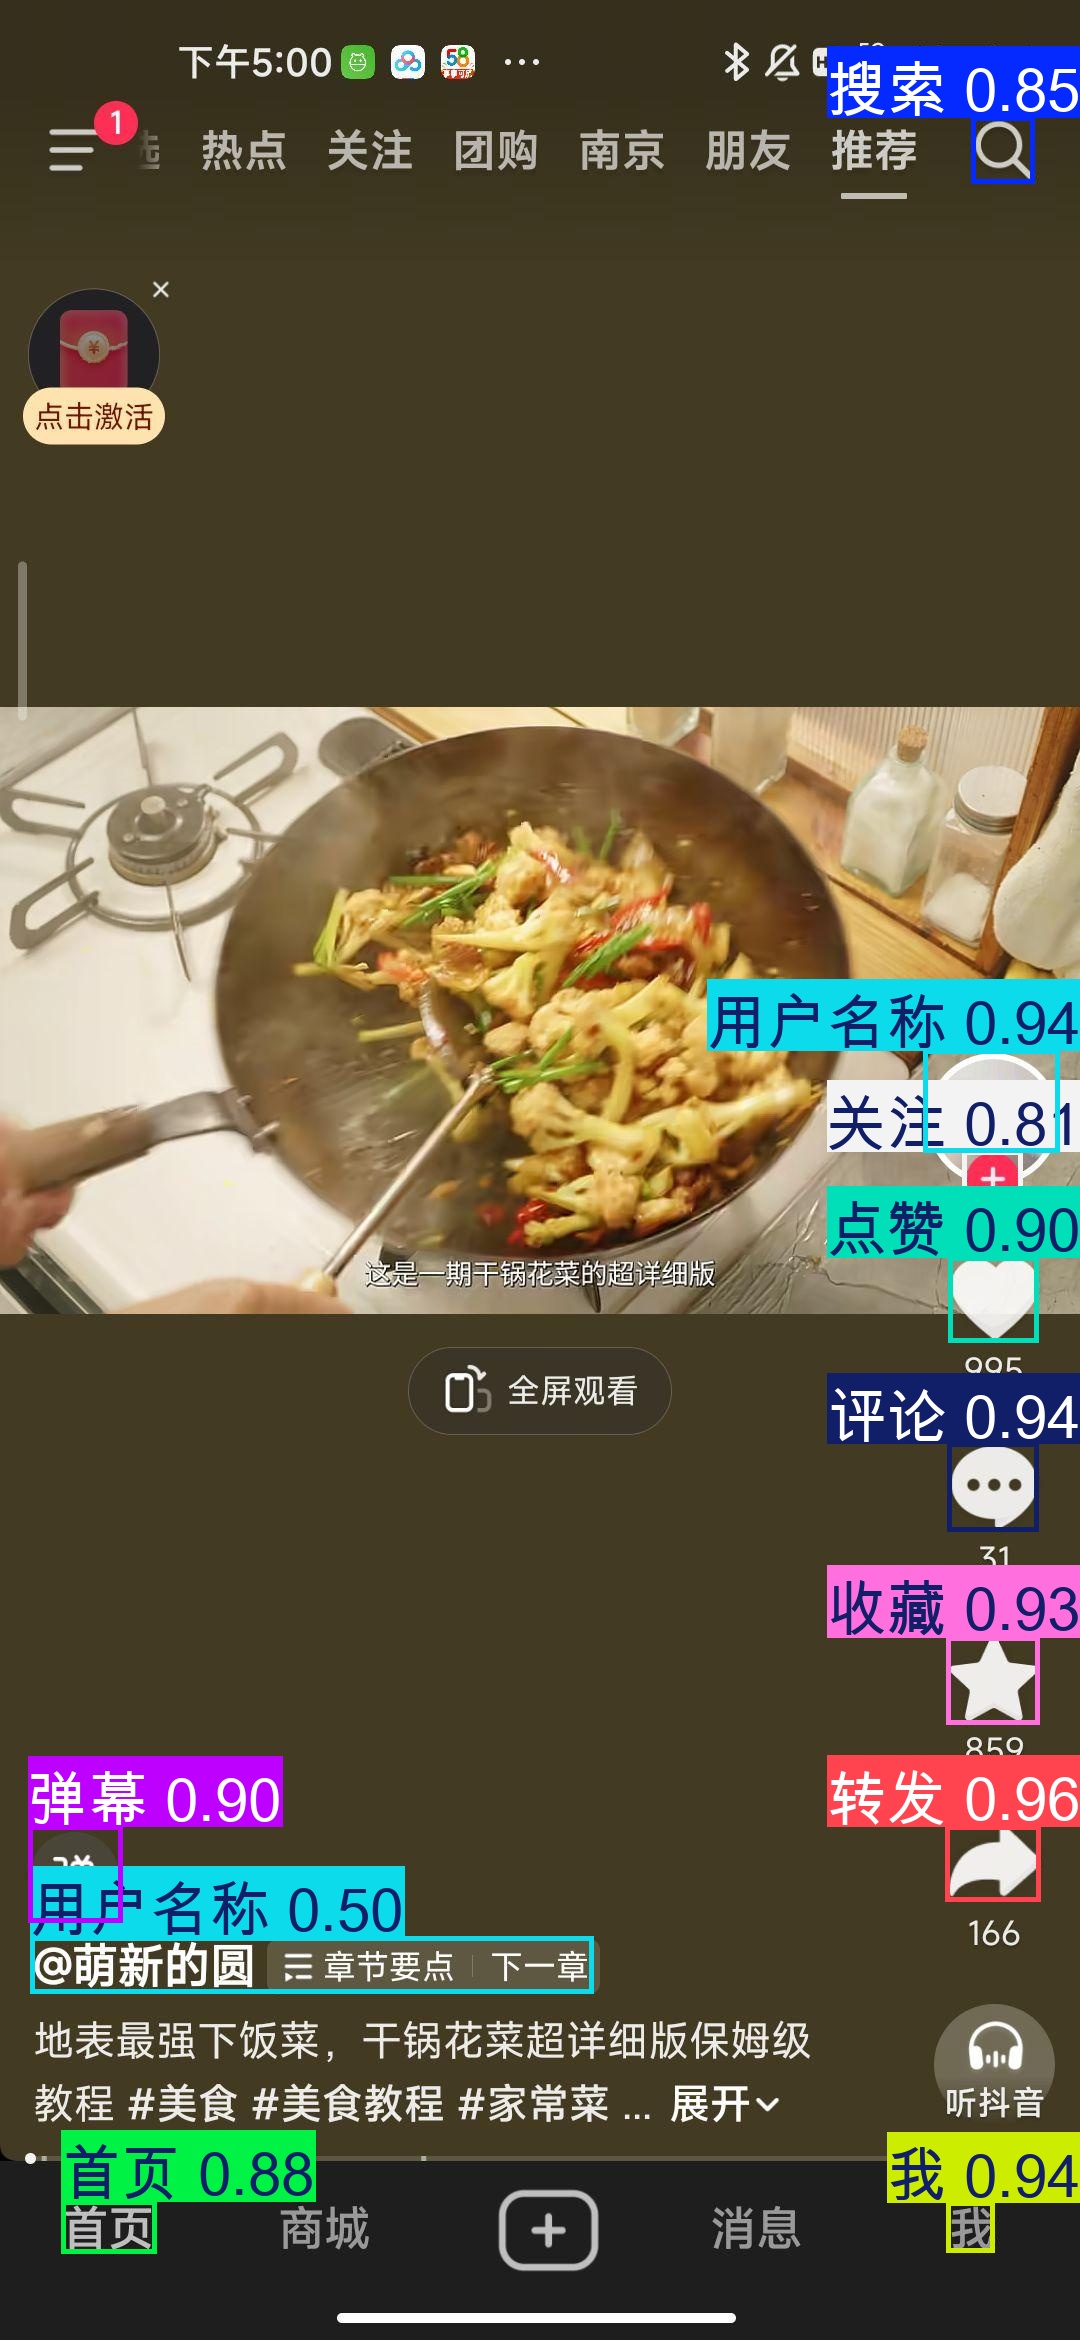 下午5:00 58 ...
搜索 0.85
1
热点 关注 团购 南京 朋友 推荐
点击激活
用户名称 0.94
关注 0.81
点赞 0.90
这是一期干锅花菜的超详细版
995
全屏观看
评论 0.94
31
收藏 0.93
859
弹幕 0.90
转发 0.96
用户名称 0.50
166
@萌新的圆 章节要点 下一章
地表最强下饭菜，干锅花菜超详细版保姆级
教程 #美食 #美食教程 #家常菜 ... 展开
听抖音
首页 0.88
我 0.94
首页 商城 消息 我